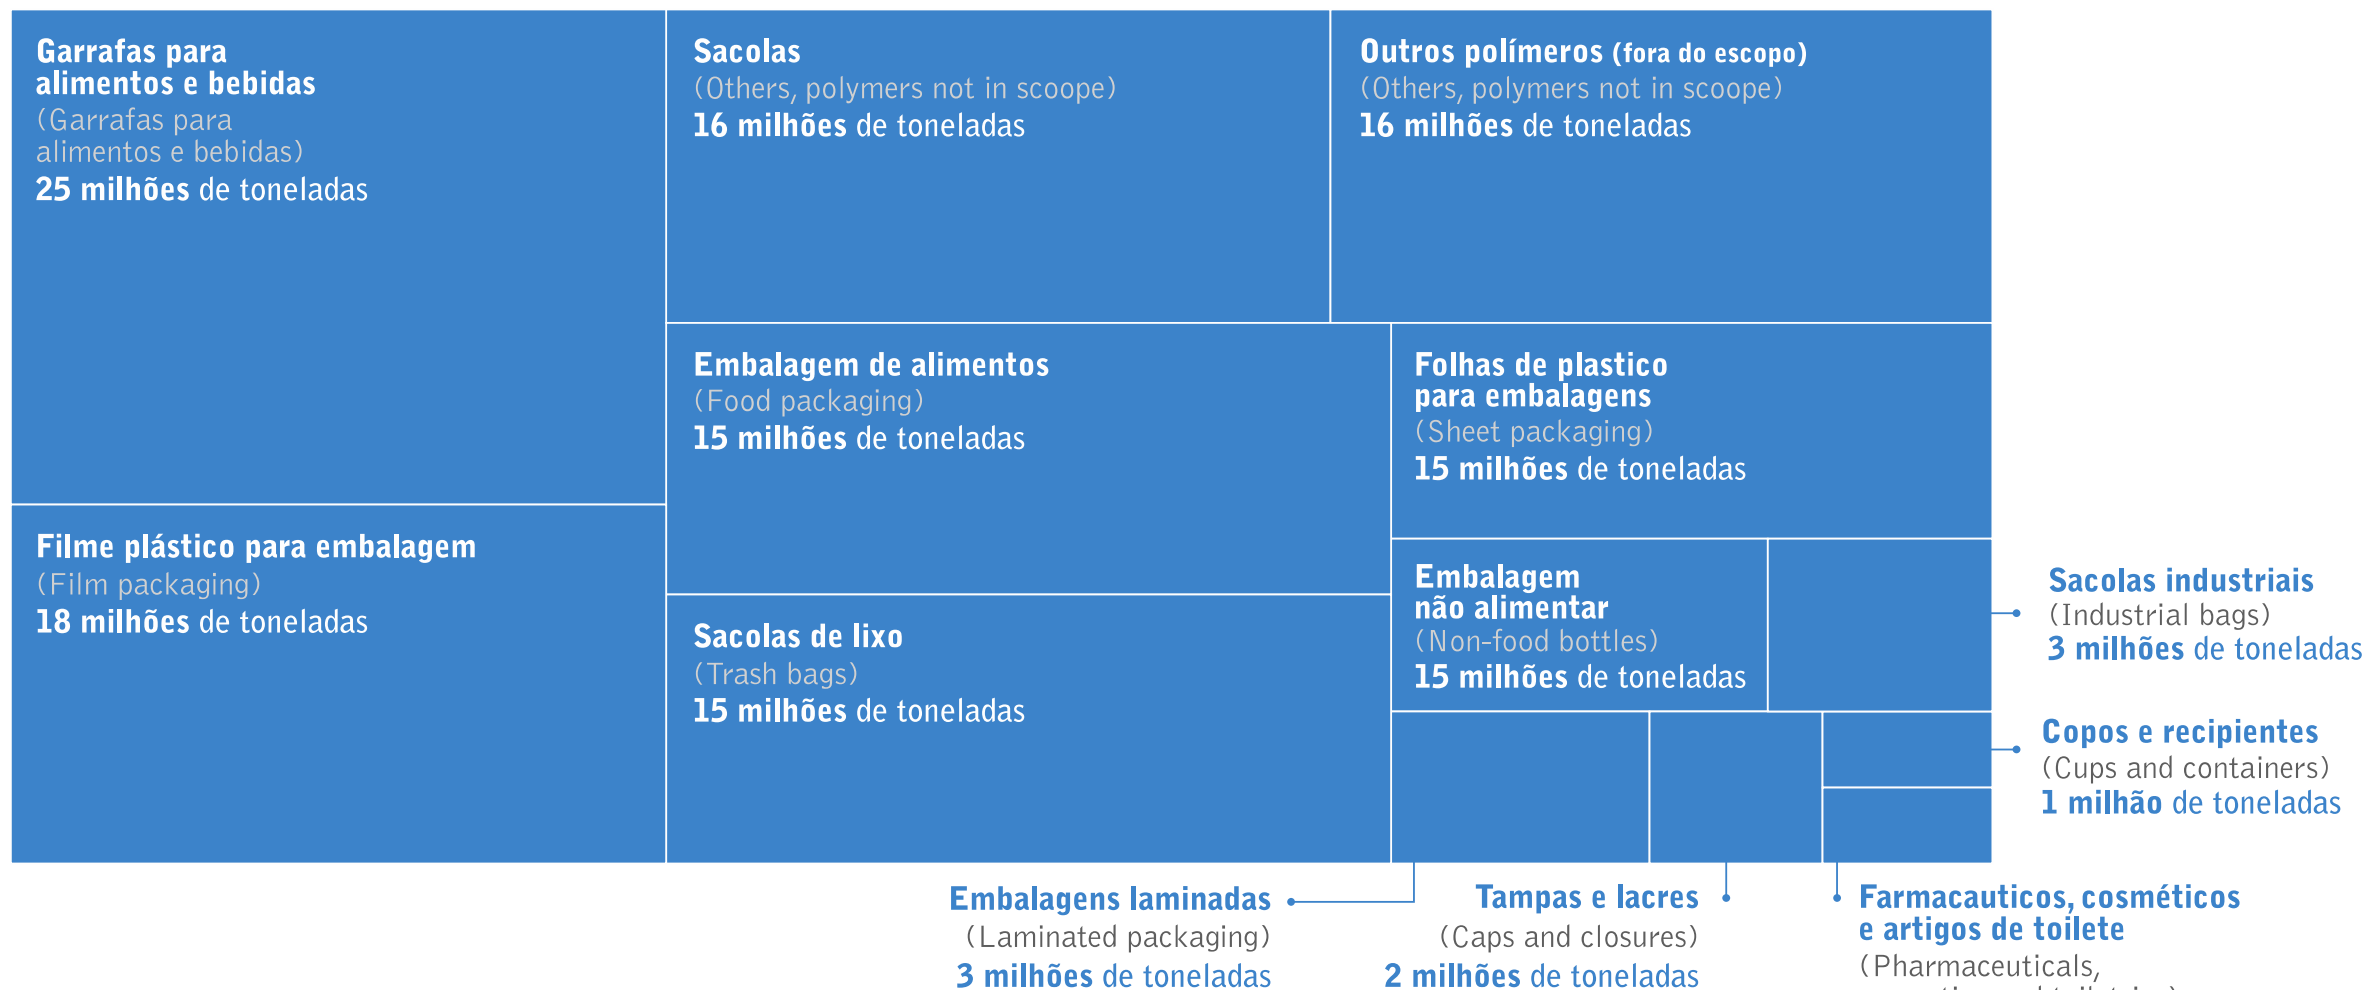 Garrafas para
alimentos e bebidas
(Garrafas para
alimentos e bebidas)
25 milhões de toneladas
Sacolas
(Others, polymers not in scoope)
16 milhões de toneladas
Outros polímeros (fora do escopo)
(Others, polymers not in scoope)
16 milhões de toneladas
Embalagem de alimentos
(Food packaging)
15 milhões de toneladas
Folhas de plastico
para embalagens
(Sheet packaging)
15 milhões de toneladas
Filme plástico para embalagem
(Film packaging)
18 milhões de toneladas
Sacolas de lixo
(Trash bags)
15 milhões de toneladas
Embalagem
não alimentar
(Non-food bottles)
15 milhões de toneladas
Sacolas industriais
(Industrial bags)
3 milhões de toneladas
Copos e recipientes
(Cups and containers)
1 milhão de toneladas
Embalagens laminadas
(Laminated packaging)
3 milhões de toneladas
Tampas e lacres
(Caps and closures)
2 milhões de toneladas
Farmacauticos, cosméticos
e artigos de toilete
(Pharmaceuticals,